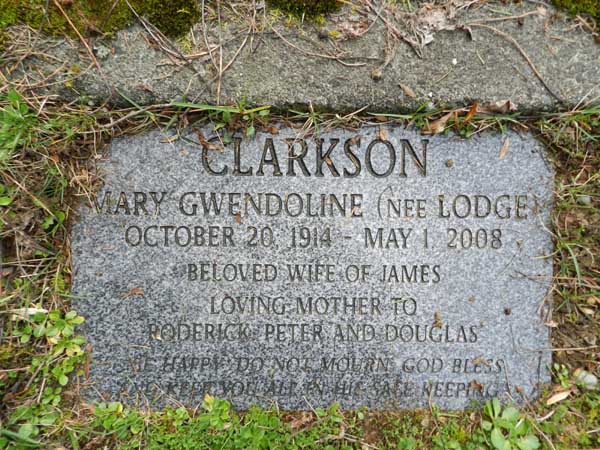 CLARKSON
MARY GWENDOLINE (NEE LODGE)
OCTOBER 20, 1914 - MAY 1, 2008
BELOVED WIFE OF JAMES
LOVING MOTHER TO
RODERICK, PETER AND DOUGLAS
HAPPY, DO NOT MOURN, GOD BLESS
AND KEEP YOU ALL IN HIS SAFE KEEPING